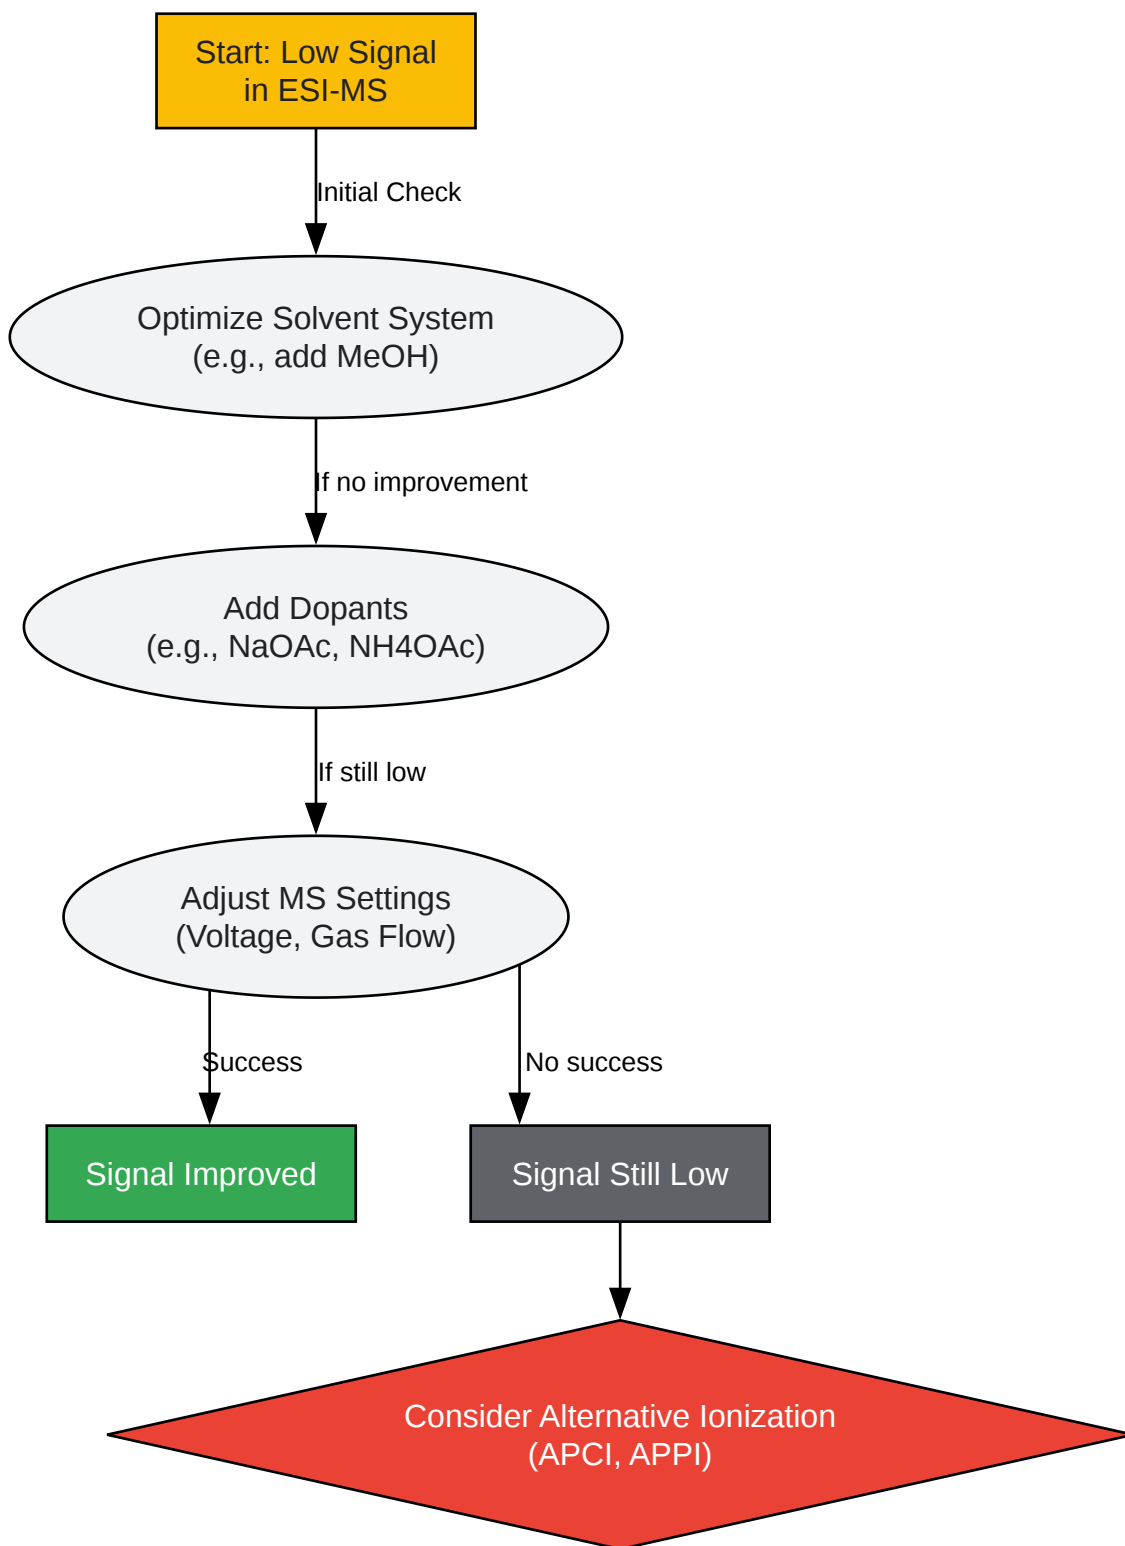 Start: Low Signal
in ESI-MS
Initial Check
Optimize Solvent System
(e.g., add MeOH)
If no improvement
Add Dopants
(e.g., NaOAc, NH4OAc)
If still low
Adjust MS Settings
(Voltage, Gas Flow)
Success
No success
Signal Improved
Signal Still Low
Consider Alternative Ionization
(APCI, APPI)